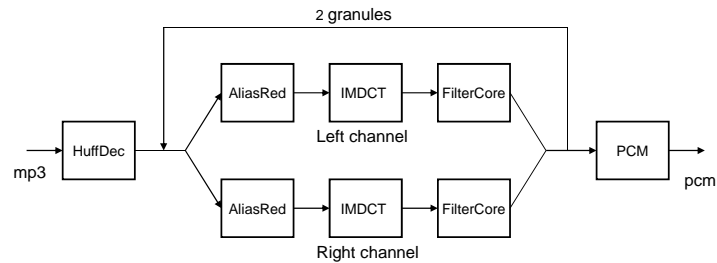 2 granules
AliasRed
IMDCT
FilterCore
Left channel
mp3
HuffDec
PCM
pcm
AliasRed
IMDCT
FilterCore
Right channel